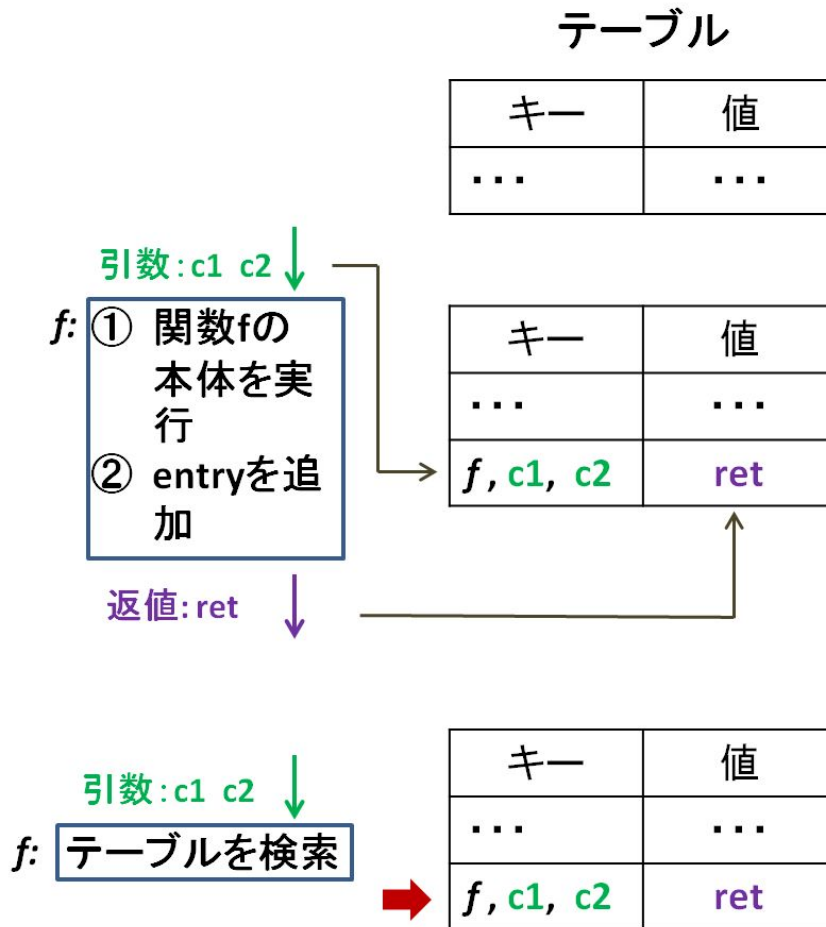 テーブル
キー 値
・・・ ・・・
引数:c1 c2
f: ① 関数fの
本体を実
行
② entryを追
加
返値:ret
キー 値
・・・ ・・・
f, c1, c2 ret
引数:c1 c2
f: テーブルを検索
キー 値
・・・ ・・・
f, c1, c2 ret